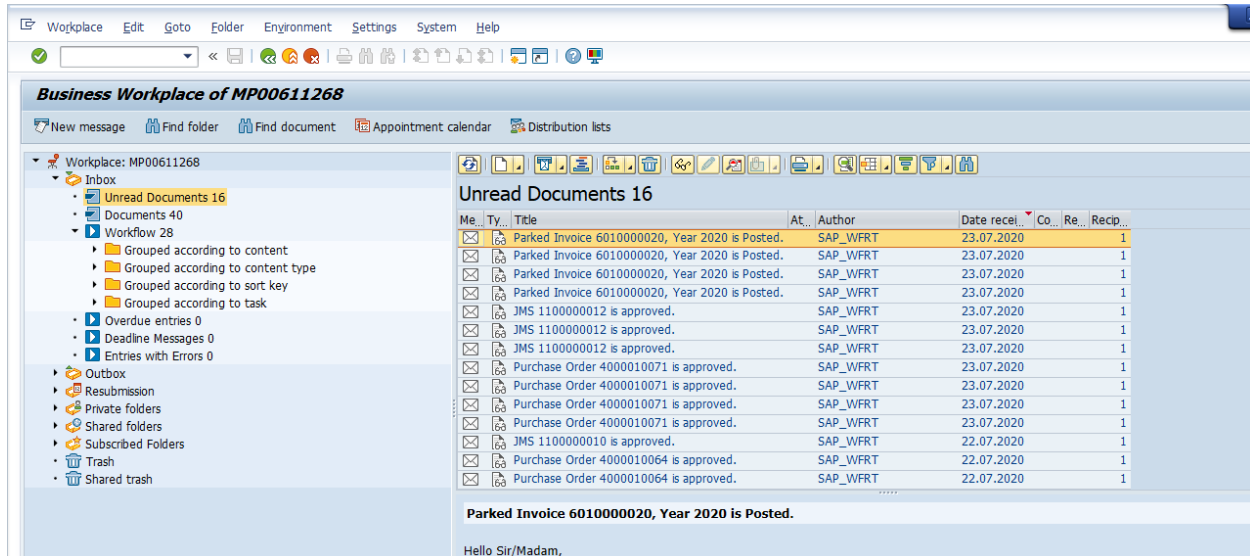 Workplace Edit Goto Folder Environment Settings System Help
Business Workplace of MP00611268
New message Find folder Find document Appointment calendar Distribution lists
Workplace: MP00611268
Inbox
Unread Documents 16
Documents 40
Workflow 28
Grouped according to content
Grouped according to content type
Grouped according to sort key
Grouped according to task
Overdue entries 0
Deadline Messages 0
Entries with Errors 0
Outbox
Resubmission
Private folders
Shared folders
Subscribed Folders
Trash
Shared trash
Unread Documents 16
Me... Ty... Title At... Author Date recei... Co... Re... Recip...
Parked Invoice 6010000020, Year 2020 is Posted. SAP_WFRT 23.07.2020 1
Parked Invoice 6010000020, Year 2020 is Posted. SAP_WFRT 23.07.2020 1
Parked Invoice 6010000020, Year 2020 is Posted. SAP_WFRT 23.07.2020 1
Parked Invoice 6010000020, Year 2020 is Posted. SAP_WFRT 23.07.2020 1
JMS 1100000012 is approved. SAP_WFRT 23.07.2020 1
JMS 1100000012 is approved. SAP_WFRT 23.07.2020 1
JMS 1100000012 is approved. SAP_WFRT 23.07.2020 1
Purchase Order 4000010071 is approved. SAP_WFRT 23.07.2020 1
Purchase Order 4000010071 is approved. SAP_WFRT 23.07.2020 1
Purchase Order 4000010071 is approved. SAP_WFRT 23.07.2020 1
Purchase Order 4000010071 is approved. SAP_WFRT 23.07.2020 1
JMS 1100000010 is approved. SAP_WFRT 22.07.2020 1
Purchase Order 4000010064 is approved. SAP_WFRT 22.07.2020 1
Purchase Order 4000010064 is approved. SAP_WFRT 22.07.2020 1
Parked Invoice 6010000020, Year 2020 is Posted.
Hello Sir/Madam,